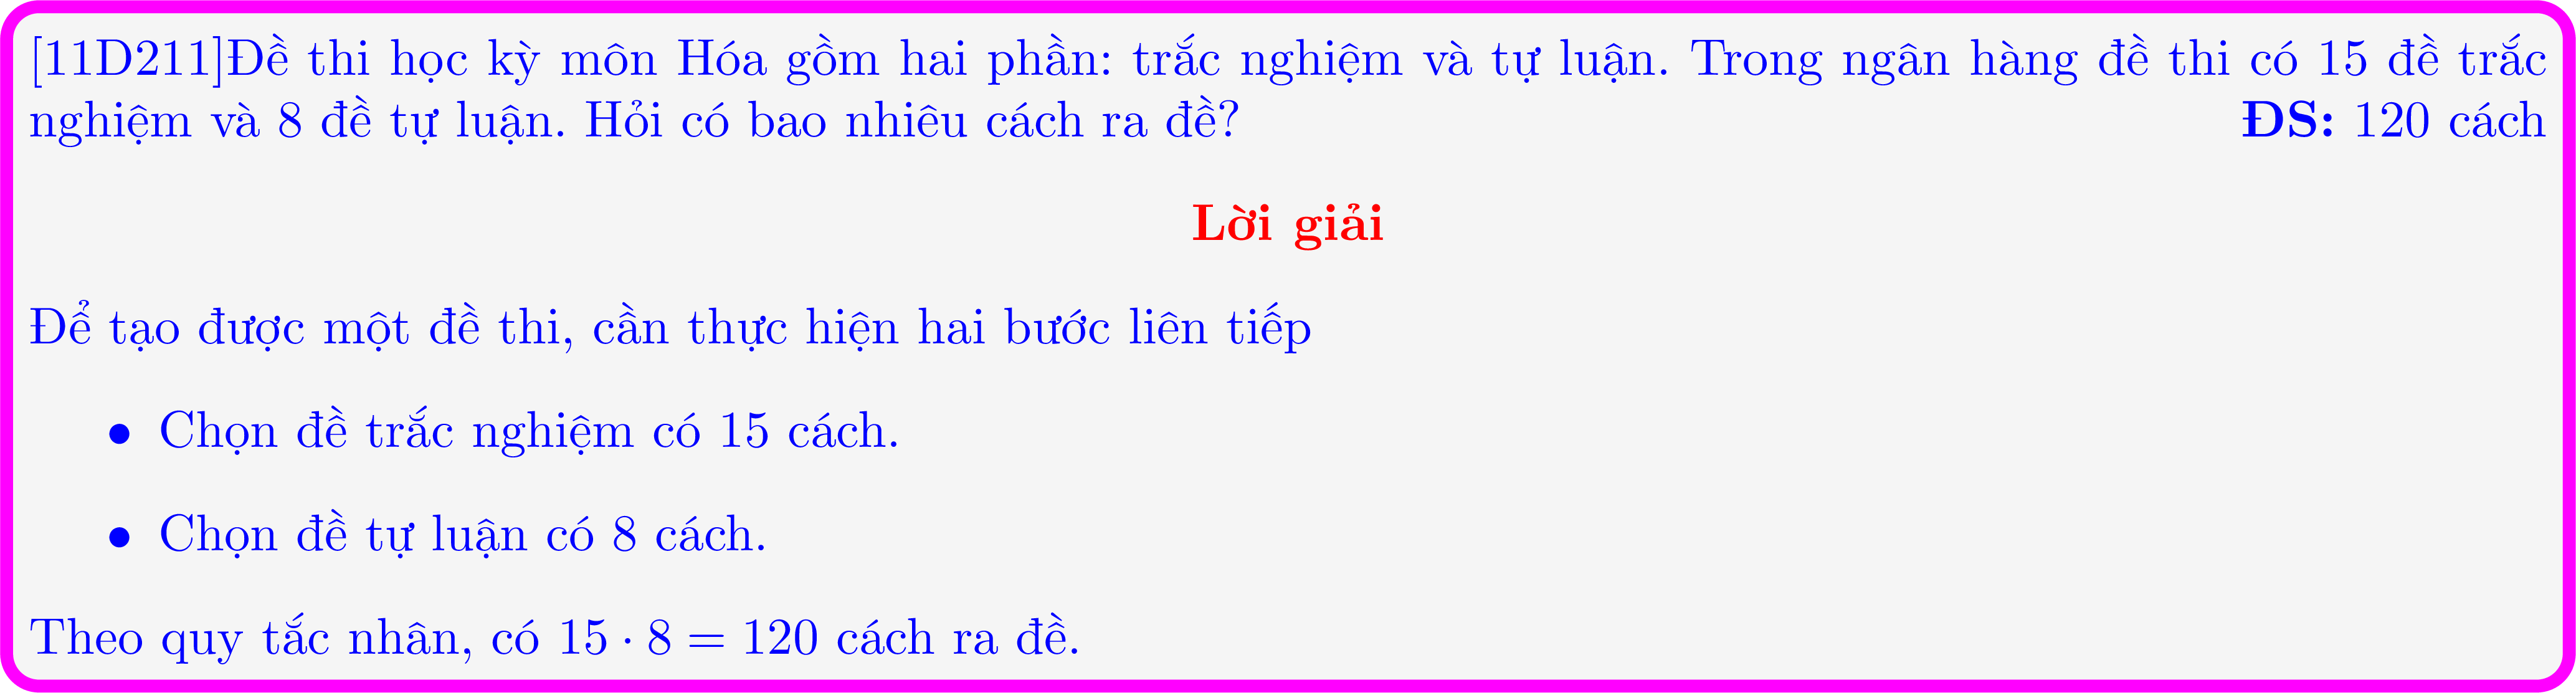 [11D211]Đề thi học kỳ môn Hóa gồm hai phần: trắc nghiệm và tự luận. Trong ngân hàng đề thi có 15 đề trắc
nghiệm và 8 đề tự luận. Hỏi có bao nhiêu cách ra đề? ĐS: 120 cách
Lời giải
Để tạo được một đề thi, cần thực hiện hai bước liên tiếp
• Chọn đề trắc nghiệm có 15 cách.
• Chọn đề tự luận có 8 cách.
Theo quy tắc nhân, có 15 · 8 = 120 cách ra đề.